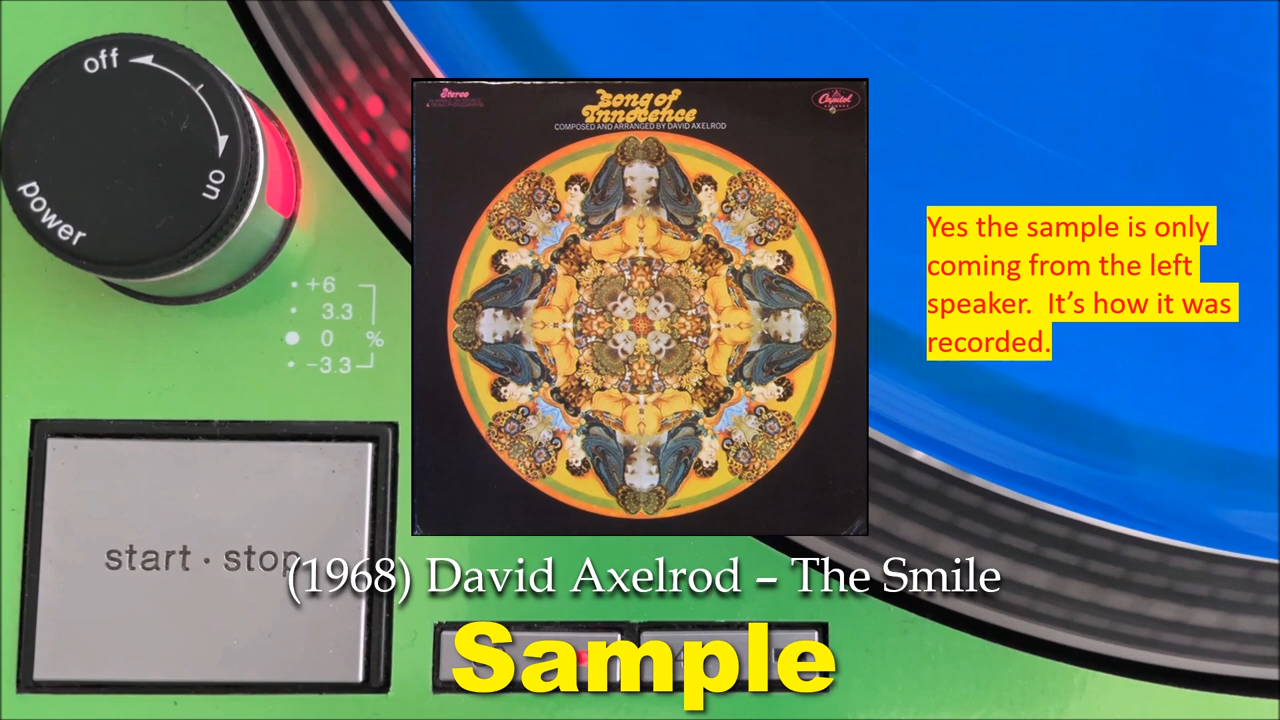 off
on
power
+6
3.3
0 %
−3.3
start · stop
Stereo
Song of
Innocence
COMPOSED AND ARRANGED BY DAVID AXELROD
Capitol
Yes the sample is only
coming from the left
speaker. It’s how it was
recorded.
(1968) David Axelrod – The Smile
Sample